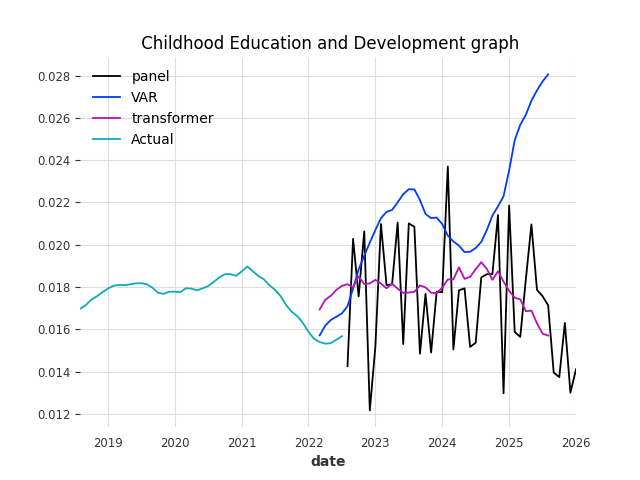 Childhood Education and Development graph
panel
VAR
transformer
Actual
0.028
0.026
0.024
0.022
0.020
0.018
0.016
0.014
0.012
2019 2020 2021 2022 2023 2024 2025 2026
date